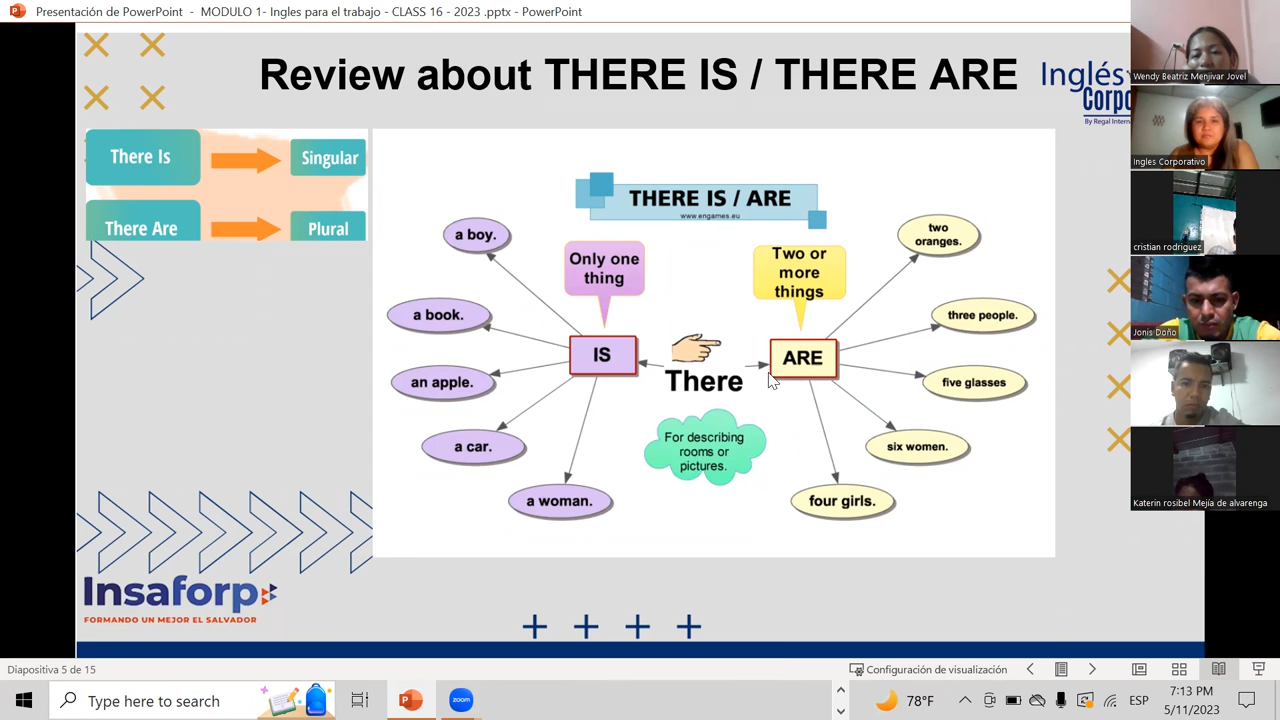 Presentación de PowerPoint - MODULO 1- Ingles para el trabajo - CLASS 16 - 2023 .pptx - PowerPoint
Review about THERE IS / THERE ARE
Inglés
Corpo
By Regal Intern
There Is
Singular
There Are
Plural
THERE IS / ARE
www.engames.eu
Only one
thing
Two or
more
things
a boy.
a book.
an apple.
a car.
a woman.
IS
There
ARE
For describing
rooms or
pictures.
two
oranges.
three people.
five glasses
six women.
four girls.
Insaforp
FORMANDO UN MEJOR EL SALVADOR
Wendy Beatriz Menjivar Jovel
Ingles Corporativo
cristian rodriguez
Jonis Doño
Katerin rosibel Mejía de alvarenga
Diapositiva 5 de 15
Configuración de visualización
Type here to search
zoom
78°F
ESP
7:13 PM
5/11/2023